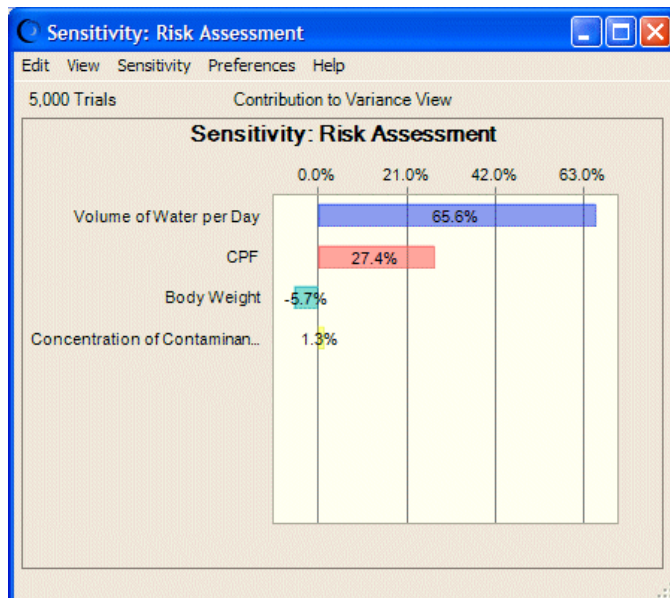 Sensitivity: Risk Assessment
Edit View Sensitivity Preferences Help
5,000 Trials Contribution to Variance View
Sensitivity: Risk Assessment
0.0% 21.0% 42.0% 63.0%
Volume of Water per Day 65.6%
CPF 27.4%
Body Weight -5.7%
Concentration of Contaminan... 1.3%